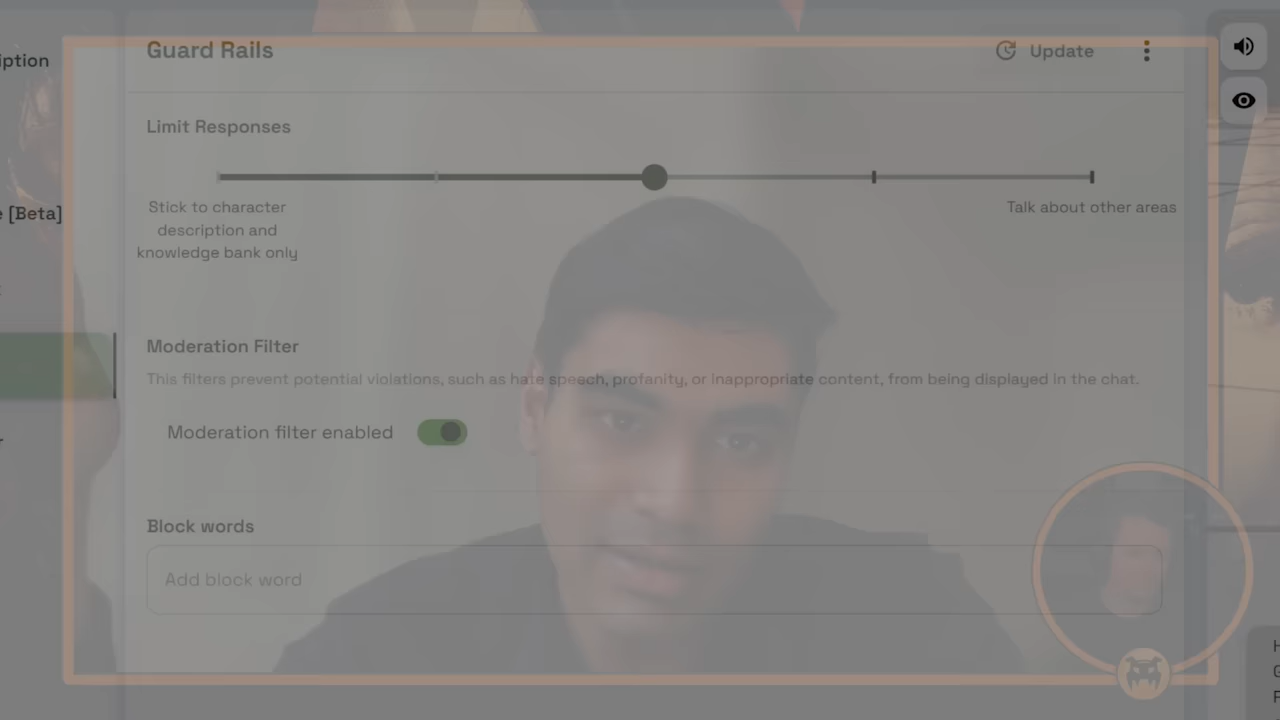 iption
Guard Rails
Update
Limit Responses
e [Beta]
Stick to character
description and
knowledge bank only
Talk about other areas
Moderation Filter
This filters prevent potential violations, such as hate speech, profanity, or inappropriate content, from being displayed in the chat.
Moderation filter enabled
Block words
Add block word